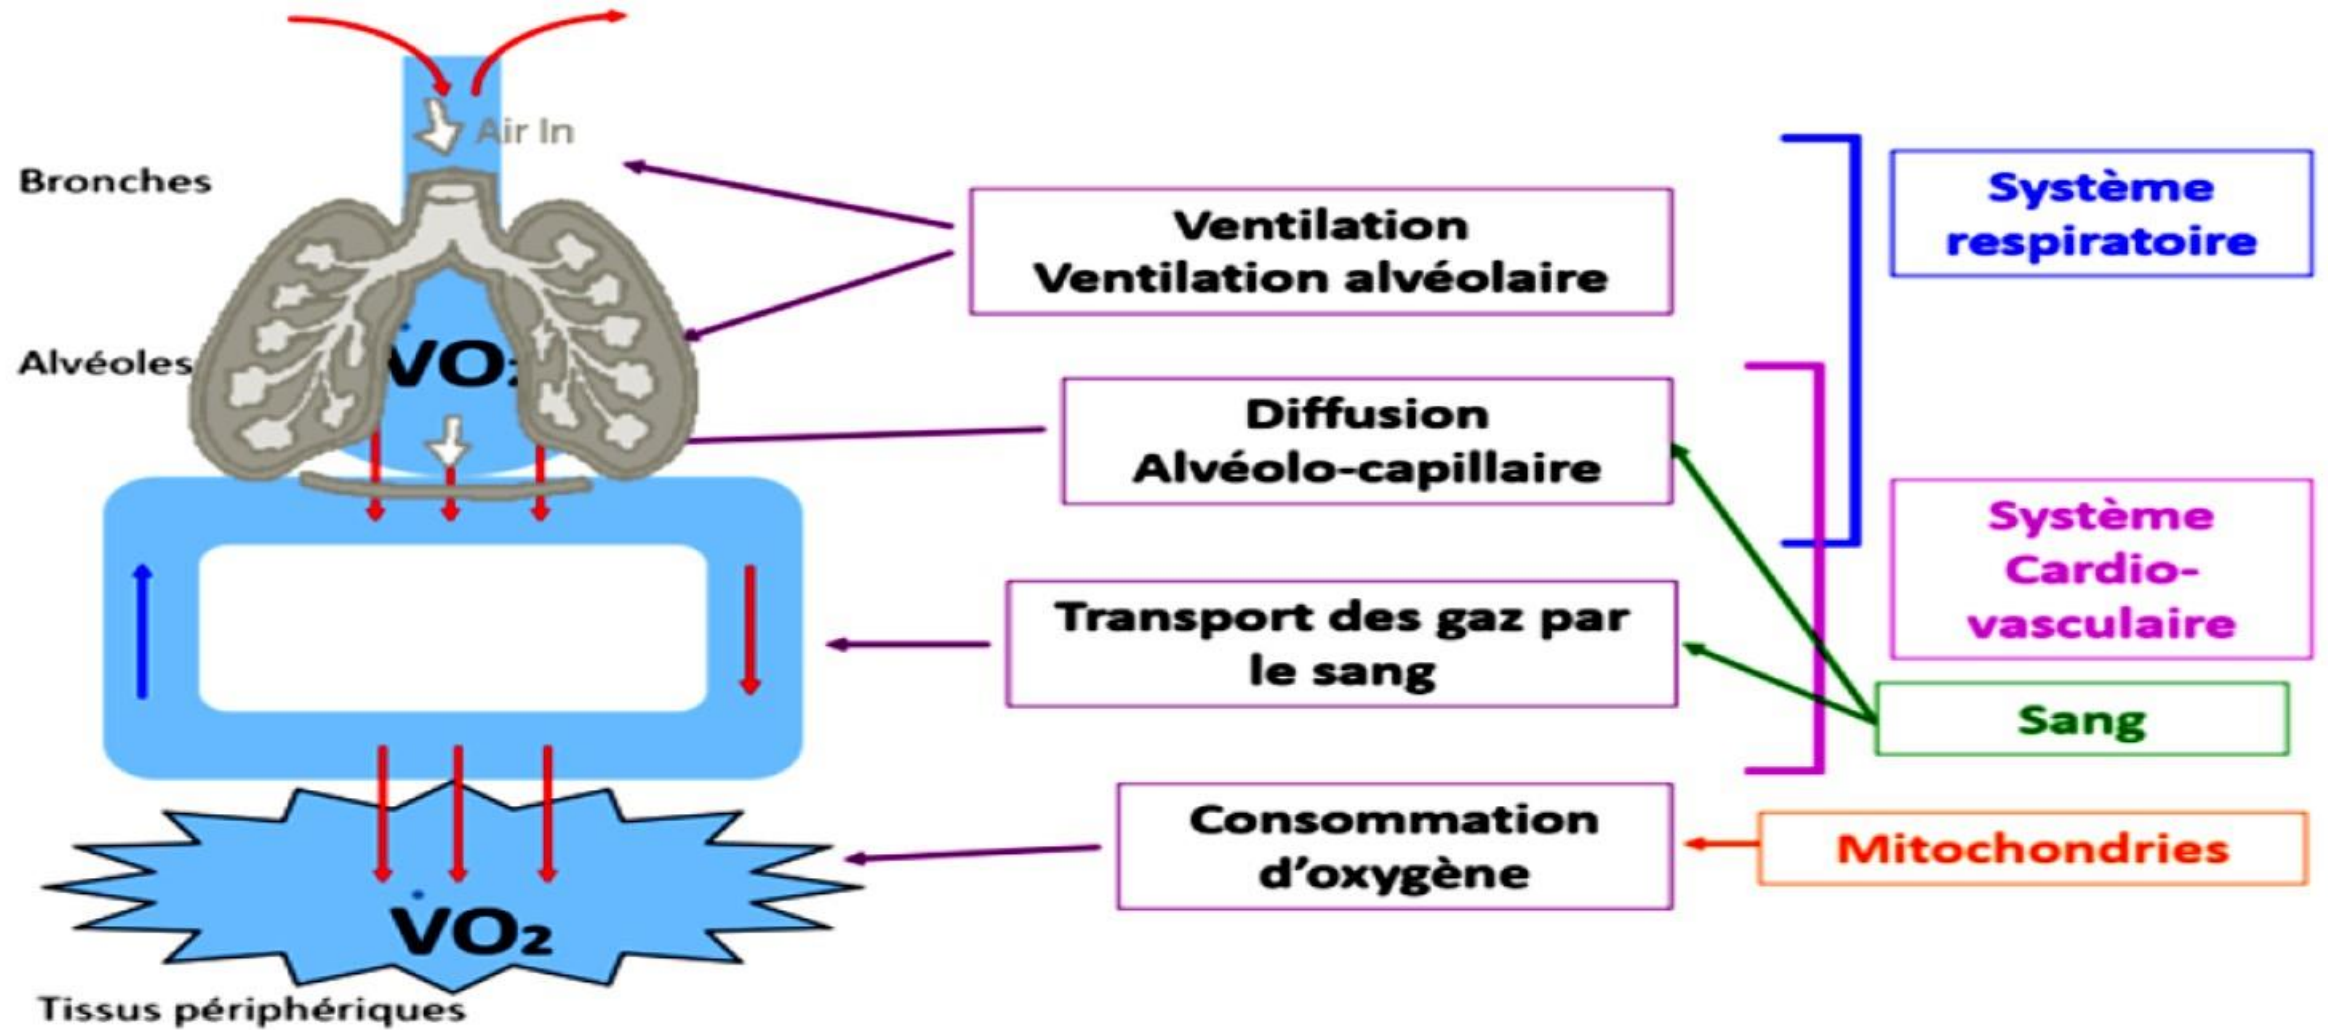 Air In
Bronches
Alvéoles
VO₂
Tissus périphériques
V̇O₂
Ventilation
Ventilation alvéolaire
Diffusion
Alvéolo-capillaire
Transport des gaz par
le sang
Consommation
d’oxygène
Système
respiratoire
Système
Cardio-
vasculaire
Sang
Mitochondries